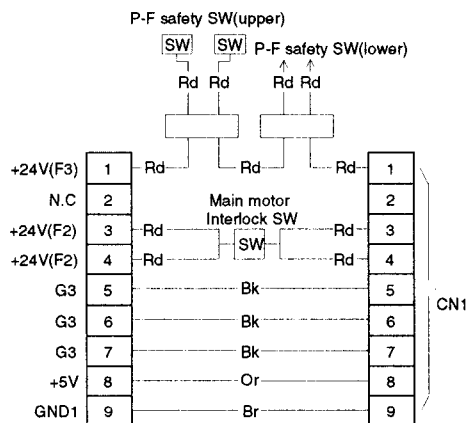 P-F safety SW(upper)
SW SW P-F safety SW(lower)
Rd Rd Rd Rd
+24V(F3) 1 Rd Rd Rd 1
N.C 2 Main motor 2
Interlock SW
+24V(F2) 3 Rd Rd 3
SW
+24V(F2) 4 Rd Rd 4
G3 5 Bk 5
CN1
G3 6 Bk 6
G3 7 Bk 7
+5V 8 Or 8
GND1 9 Br 9